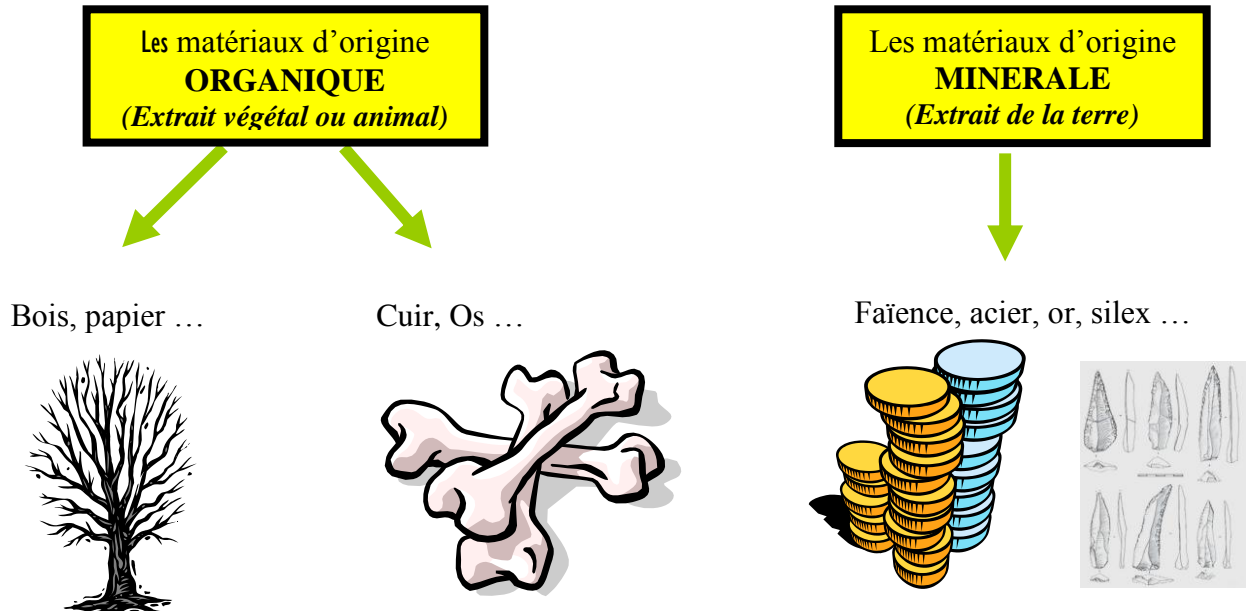 Les matériaux d'origine
ORGANIQUE
(Extrait végétal ou animal)
Les matériaux d'origine
MINERALE
(Extrait de la terre)
Bois, papier …
Cuir, Os …
Faïence, acier, or, silex …